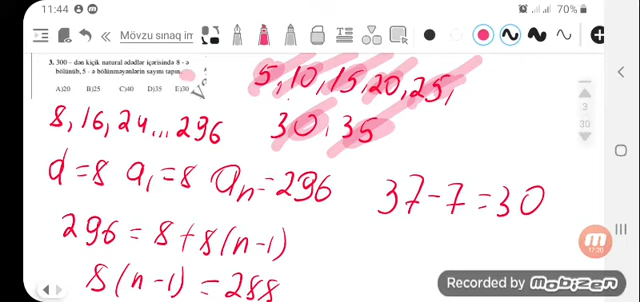 11:44
70%
Mövzu sınaq im
3. 300 - dən kiçik natural ədədlər içərisində 8 - ə
bölünüb, 5 - ə bölünməyənlərin sayını tapın.
A)20 B)25 C)40 D)35 E)30
5, 10, 15, 20, 25,
30, 35
8, 16, 24 ... 296
d=8 a₁=8 aₙ=296
37-7=30
296 = 8+8(n-1)
8(n-1)=288
3
30
17:20
Recorded by mobizen